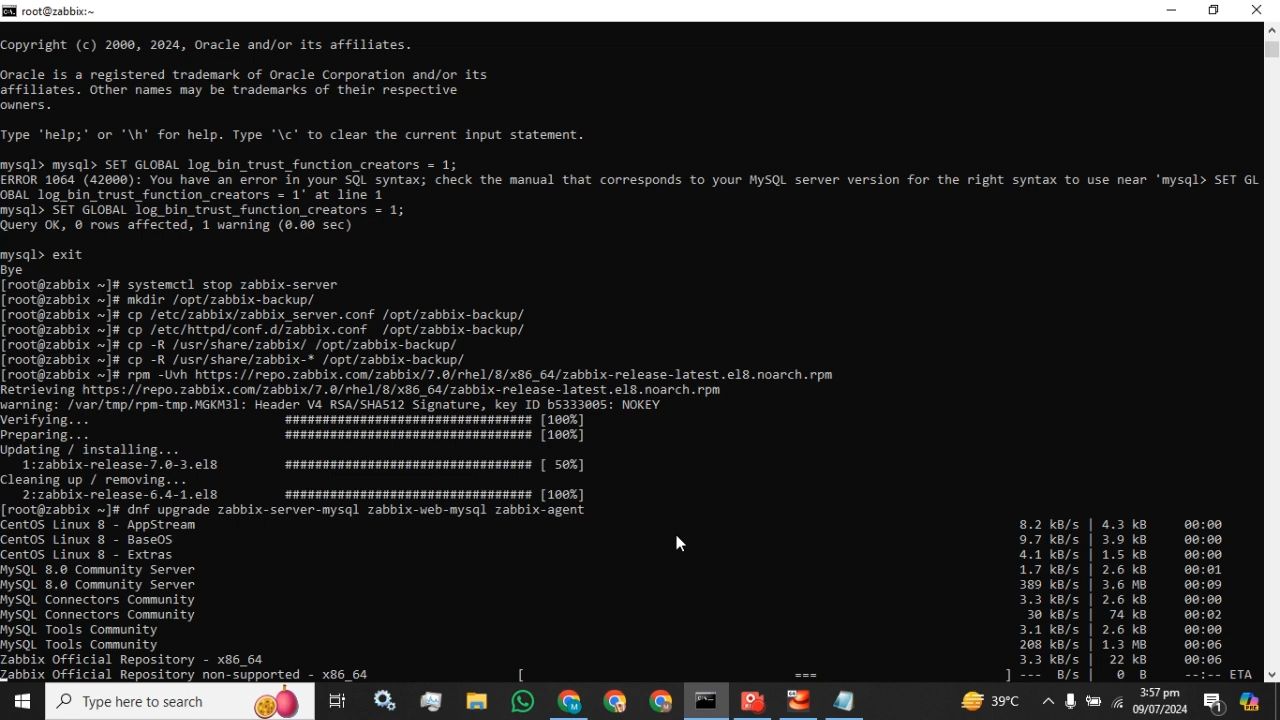 root@zabbix:~
Copyright (c) 2000, 2024, Oracle and/or its affiliates.
Oracle is a registered trademark of Oracle Corporation and/or its
affiliates. Other names may be trademarks of their respective
owners.
Type 'help;' or '\h' for help. Type '\c' to clear the current input statement.
mysql> mysql> SET GLOBAL log_bin_trust_function_creators = 1;
ERROR 1064 (42000): You have an error in your SQL syntax; check the manual that corresponds to your MySQL server version for the right syntax to use near 'mysql> SET GL
OBAL log_bin_trust_function_creators = 1' at line 1
mysql> SET GLOBAL log_bin_trust_function_creators = 1;
Query OK, 0 rows affected, 1 warning (0.00 sec)
mysql> exit
Bye
[root@zabbix ~]# systemctl stop zabbix-server
[root@zabbix ~]# mkdir /opt/zabbix-backup/
[root@zabbix ~]# cp /etc/zabbix/zabbix_server.conf /opt/zabbix-backup/
[root@zabbix ~]# cp /etc/httpd/conf.d/zabbix.conf  /opt/zabbix-backup/
[root@zabbix ~]# cp -R /usr/share/zabbix/ /opt/zabbix-backup/
[root@zabbix ~]# cp -R /usr/share/zabbix-* /opt/zabbix-backup/
[root@zabbix ~]# rpm -Uvh https://repo.zabbix.com/zabbix/7.0/rhel/8/x86_64/zabbix-release-latest.el8.noarch.rpm
Retrieving https://repo.zabbix.com/zabbix/7.0/rhel/8/x86_64/zabbix-release-latest.el8.noarch.rpm
warning: /var/tmp/rpm-tmp.MGKM3l: Header V4 RSA/SHA512 Signature, key ID b5333005: NOKEY
Verifying... ################################# [100%]
Preparing... ################################# [100%]
Updating / installing...
1:zabbix-release-7.0-3.el8 ################################# [ 50%]
Cleaning up / removing...
2:zabbix-release-6.4-1.el8 ################################# [100%]
[root@zabbix ~]# dnf upgrade zabbix-server-mysql zabbix-web-mysql zabbix-agent
CentOS Linux 8 - AppStream 8.2 kB/s | 4.3 kB 00:00
CentOS Linux 8 - BaseOS 9.7 kB/s | 3.9 kB 00:00
CentOS Linux 8 - Extras 4.1 kB/s | 1.5 kB 00:00
MySQL 8.0 Community Server 1.7 kB/s | 2.6 kB 00:01
MySQL 8.0 Community Server 389 kB/s | 3.6 MB 00:09
MySQL Connectors Community 3.3 kB/s | 2.6 kB 00:00
MySQL Connectors Community 30 kB/s | 74 kB 00:02
MySQL Tools Community 3.1 kB/s | 2.6 kB 00:00
MySQL Tools Community 208 kB/s | 1.3 MB 00:06
Zabbix Official Repository - x86_64 3.3 kB/s | 22 kB 00:06
Zabbix Official Repository non-supported - x86_64 [ === ] --- B/s | 0 B --:-- ETA
Type here to search
39°C
3:57 pm
09/07/2024
1
PRE